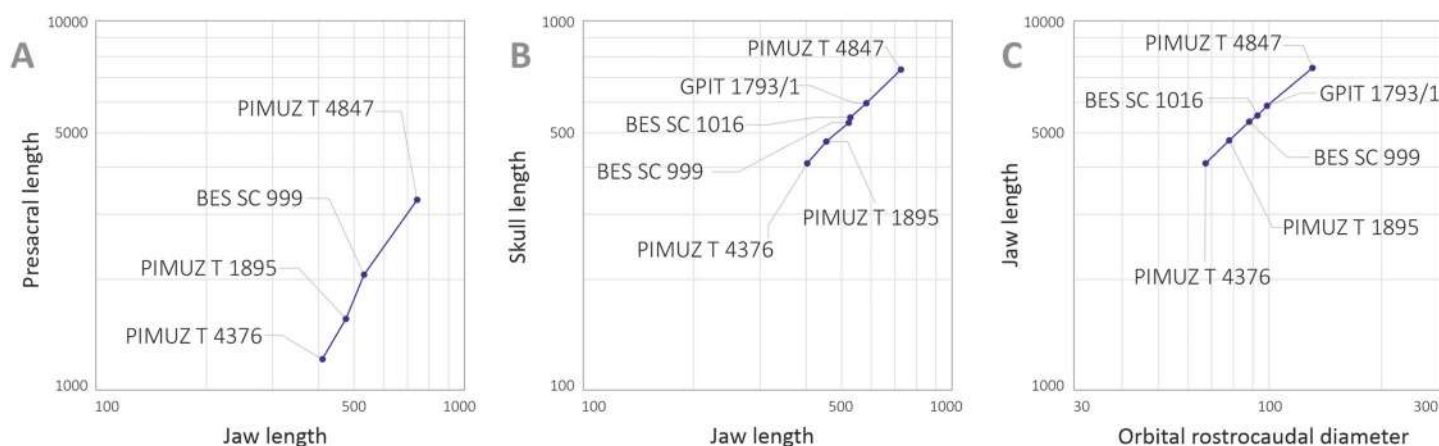 A
Presacral length
10000
5000
1000
PIMUZ T 4847
BES SC 999
PIMUZ T 1895
PIMUZ T 4376
100
500
1000
Jaw length
B
Skull length
1000
500
100
PIMUZ T 4847
GPIT 1793/1
BES SC 1016
BES SC 999
PIMUZ T 1895
PIMUZ T 4376
100
500
1000
Jaw length
C
Jaw length
10000
5000
1000
PIMUZ T 4847
BES SC 1016
GPIT 1793/1
BES SC 999
PIMUZ T 1895
PIMUZ T 4376
30
100
300
Orbital rostrocaudal diameter